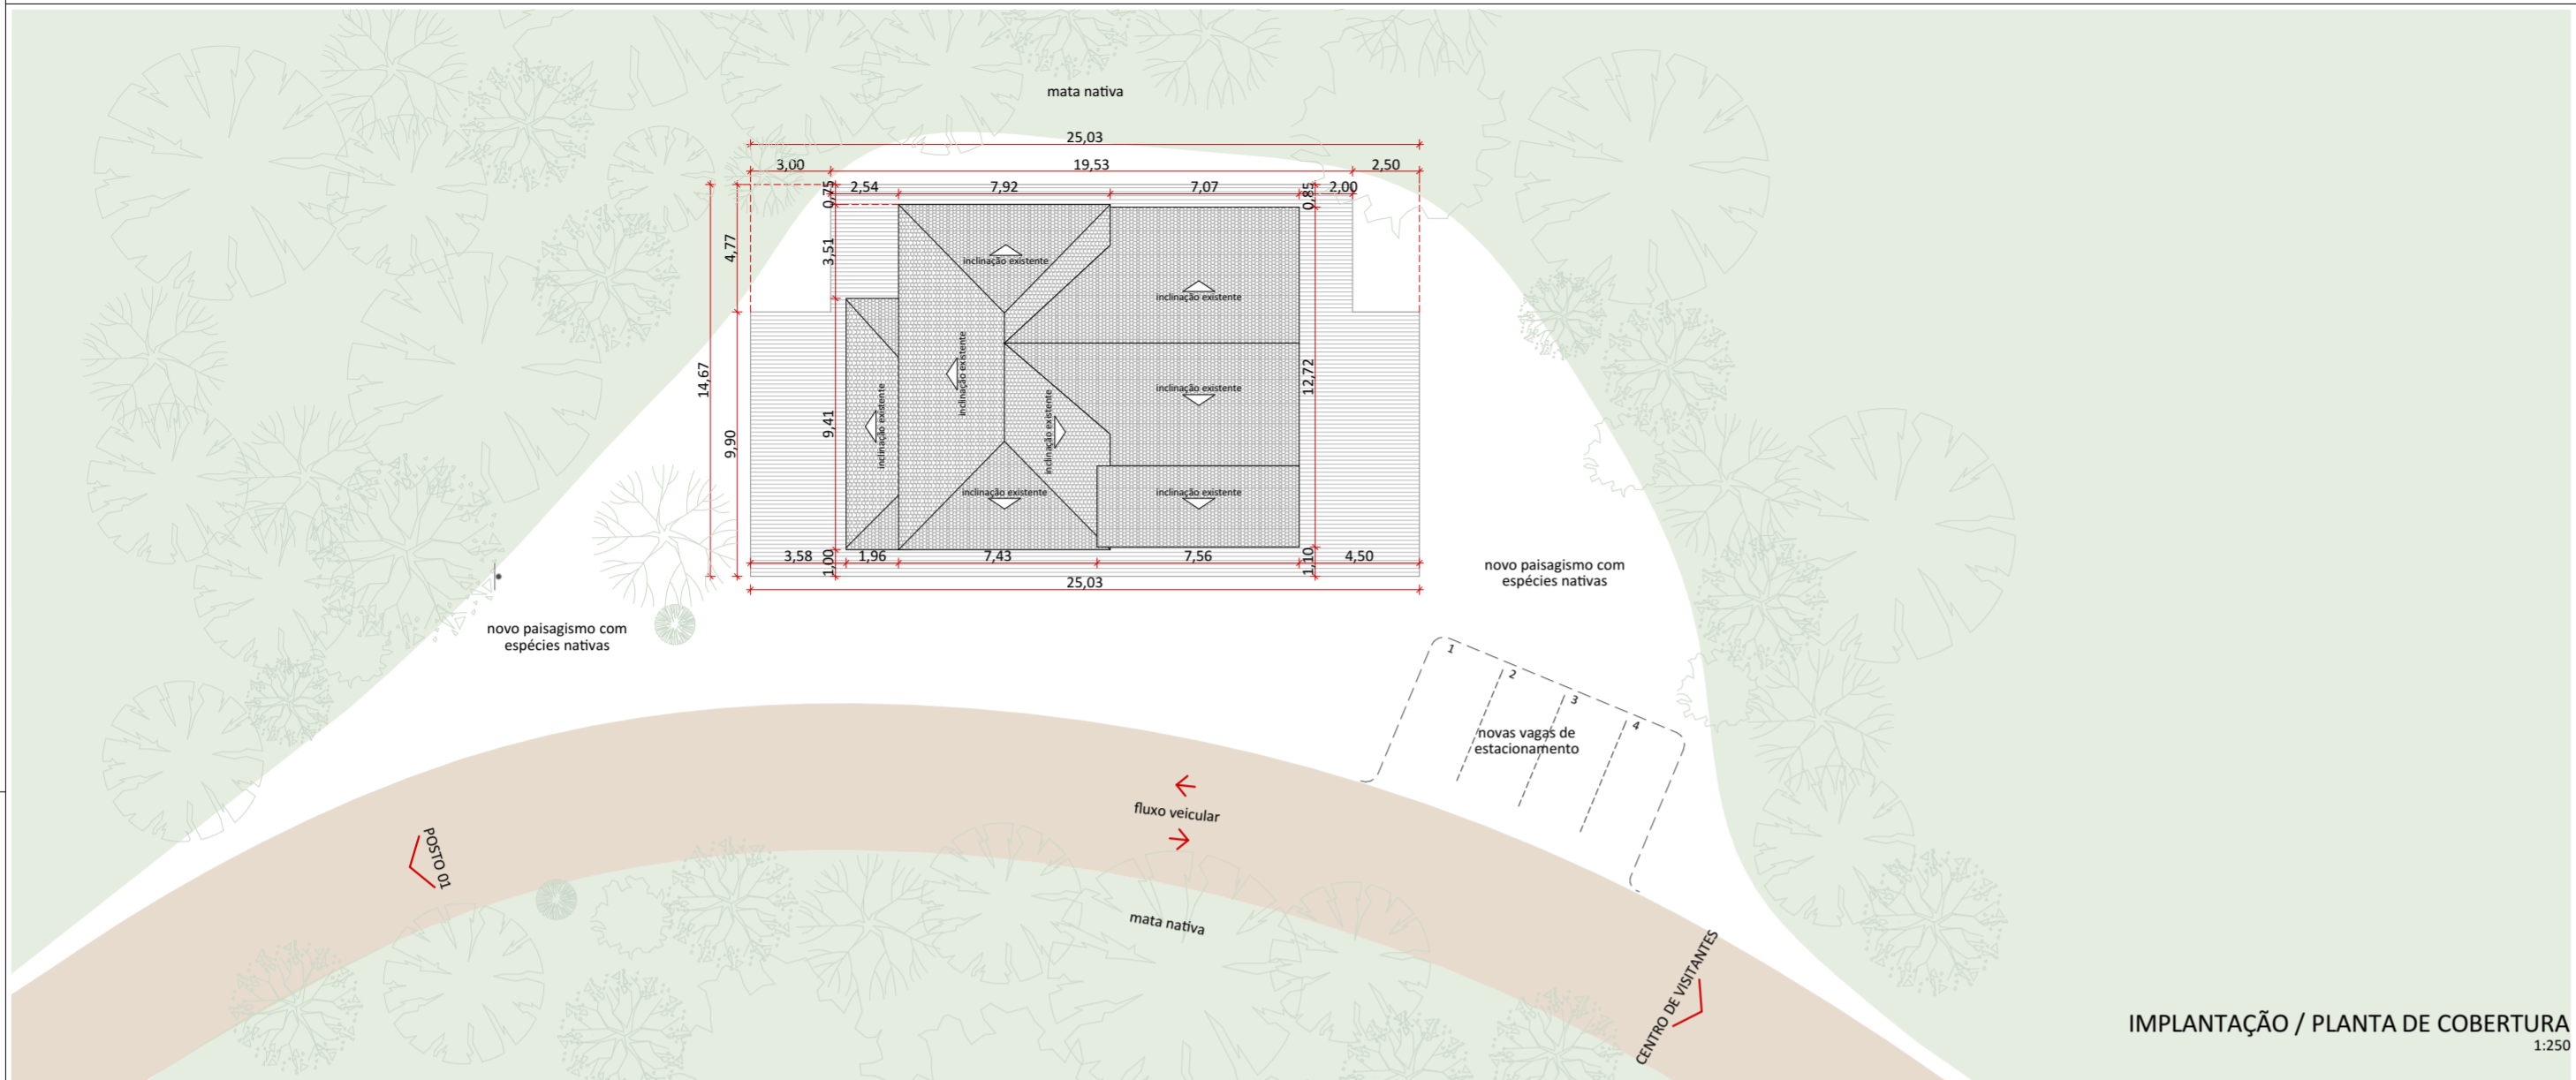 mata nativa
25,03
3,00
19,53
2,50
0,75
2,54
7,92
7,07
0,85
2,00
4,77
3,51
inclinação existente
inclinação existente
14,67
9,90
9,41
inclinação existente
inclinação existente
inclinação existente
inclinação existente
12,72
inclinação existente
inclinação existente
3,58
1,00
1,96
7,43
7,56
1,10
4,50
25,03
novo paisagismo com
espécies nativas
novo paisagismo com
espécies nativas
1
2
3
4
novas vagas de
estacionamento
fluxo veicular
POSTO 01
mata nativa
CENTRO DE VISITANTES
IMPLANTAÇÃO / PLANTA DE COBERTURA
1:250